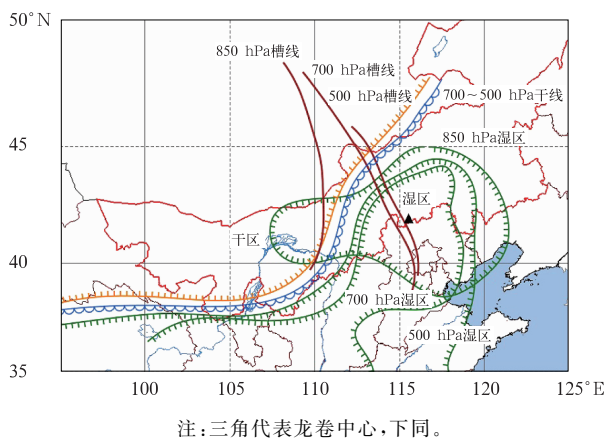 50°N
850 hPa槽线
700 hPa槽线
500 hPa槽线
700～500 hPa干线
45
850 hPa湿区
湿区
干区
40
700 hPa湿区
500 hPa湿区
35
100
105
110
115
120
125°E
注:三角代表龙卷中心,下同。